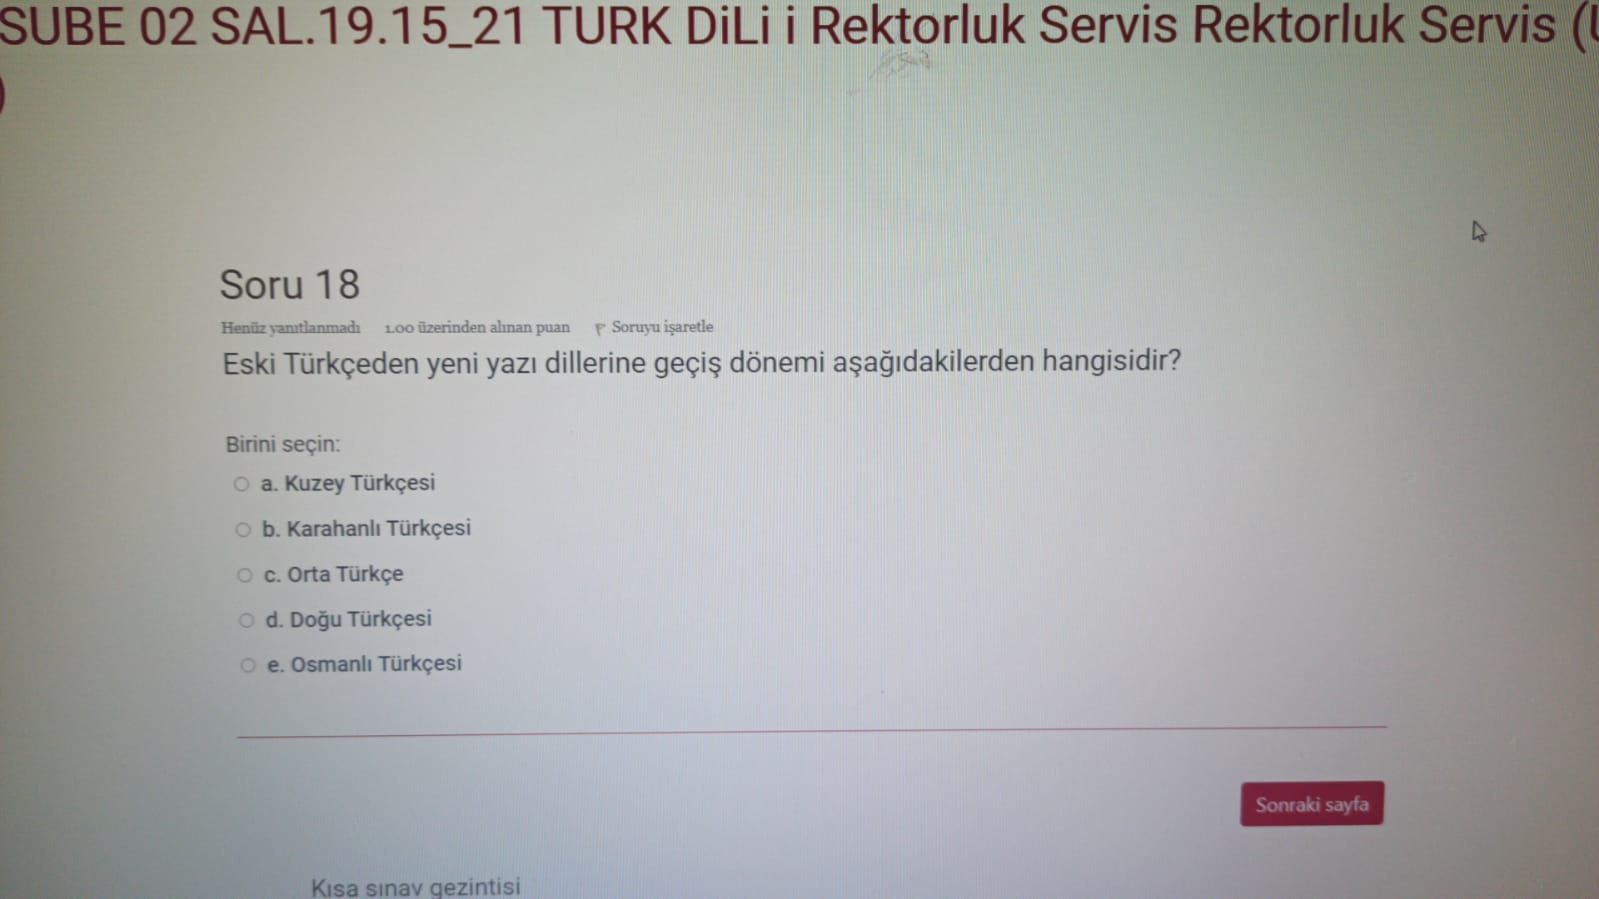 SUBE 02 SAL.19.15_21 TURK DiLi i Rektorluk Servis Rektorluk Servis (
)
Soru 18
Henüz yanıtlanmadı 1.00 üzerinden alınan puan Soruyu işaretle
Eski Türkçeden yeni yazı dillerine geçiş dönemi aşağıdakilerden hangisidir?
Birini seçin:
a. Kuzey Türkçesi
b. Karahanlı Türkçesi
c. Orta Türkçe
d. Doğu Türkçesi
e. Osmanlı Türkçesi
Sonraki sayfa
Kısa sınav gezintisi